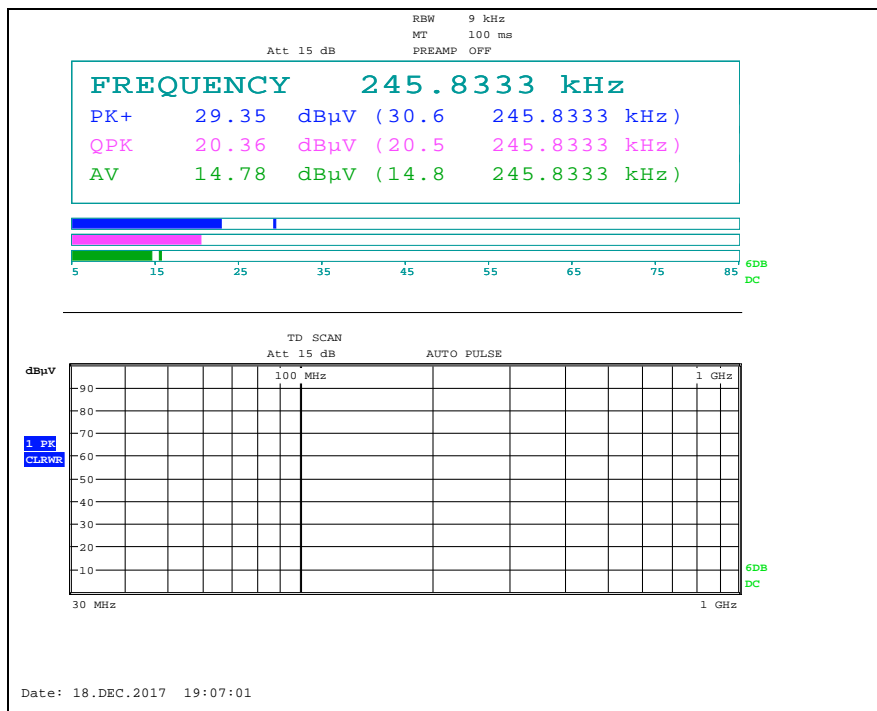 RBW 9 kHz
MT 100 ms
Att 15 dB PREAMP OFF
FREQUENCY 245.8333 kHz
PK+ 29.35 dBµV (30.6 245.8333 kHz)
QPK 20.36 dBµV (20.5 245.8333 kHz)
AV 14.78 dBµV (14.8 245.8333 kHz)
5 15 25 35 45 55 65 75 85
6DB
DC
TD SCAN
Att 15 dB AUTO PULSE
dBµV
100 MHz 1 GHz
90
80
70
1 PK
CLRWR
60
50
40
30
20
10
6DB
DC
30 MHz 1 GHz
Date: 18.DEC.2017 19:07:01